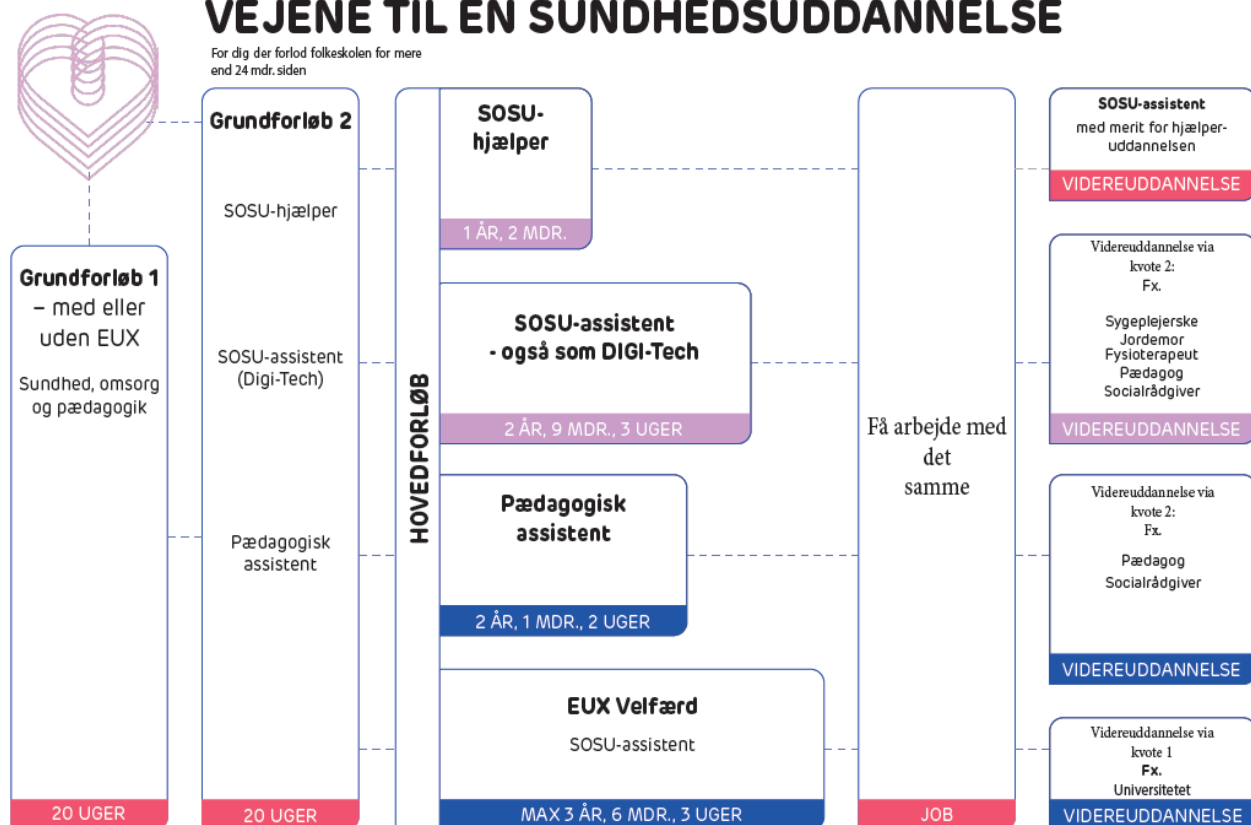 VEJENE TIL EN SUNDHEDSUDDANNELSE
For dig der forlod folkeskolen for mere
end 24 mdr. siden
Grundforløb 1
– med eller
uden EUX
Sundhed, omsorg
og pædagogik
20 UGER
Grundforløb 2
SOSU-hjælper
SOSU-assistent
(Digi-Tech)
Pædagogisk
assistent
20 UGER
HOVEDFORLØB
SOSU-
hjælper
1 ÅR, 2 MDR.
SOSU-assistent
- også som DIGI-Tech
2 ÅR, 9 MDR., 3 UGER
Pædagogisk
assistent
2 ÅR, 1 MDR., 2 UGER
EUX Velfærd
SOSU-assistent
MAX 3 ÅR, 6 MDR., 3 UGER
Få arbejde med
det
samme
JOB
SOSU-assistent
med merit for hjælper-
uddannelsen
VIDEREUDDANNELSE
Videreuddannelse via
kvote 2:
Fx.
Sygeplejerske
Jordemor
Fysioterapeut
Pædagog
Socialrådgiver
VIDEREUDDANNELSE
Videreuddannelse via
kvote 2:
Fx.
Pædagog
Socialrådgiver
VIDEREUDDANNELSE
Videreuddannelse via
kvote 1
Fx.
Universitetet
VIDEREUDDANNELSE